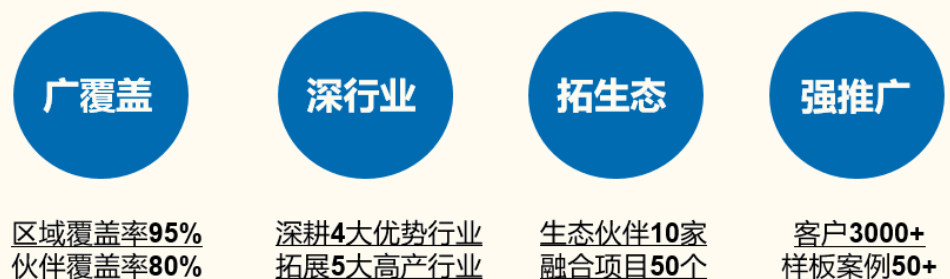 广覆盖
深行业
拓生态
强推广
区域覆盖率95%
伙伴覆盖率80%
深耕4大优势行业
拓展5大高产行业
生态伙伴10家
融合项目50个
客户3000+
样板案例50+